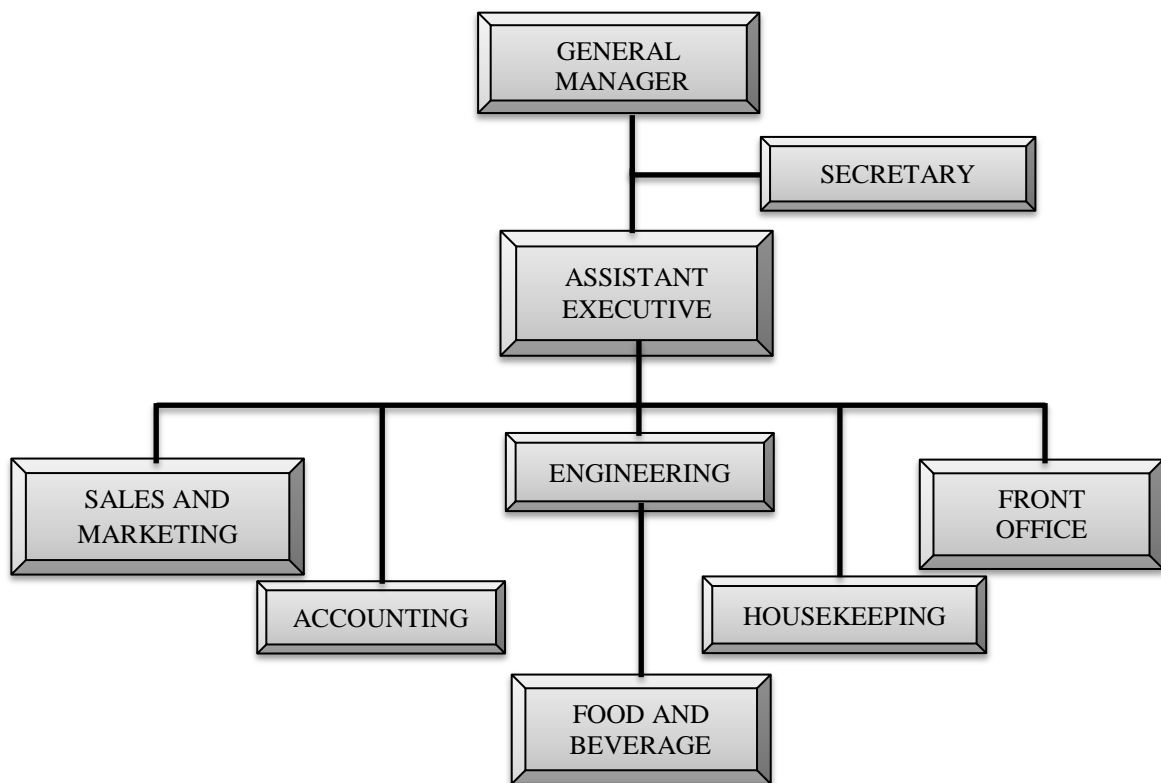 GENERAL
MANAGER
SECRETARY
ASSISTANT
EXECUTIVE
SALES AND
MARKETING
ACCOUNTING
ENGINEERING
HOUSEKEEPING
FRONT
OFFICE
FOOD AND
BEVERAGE